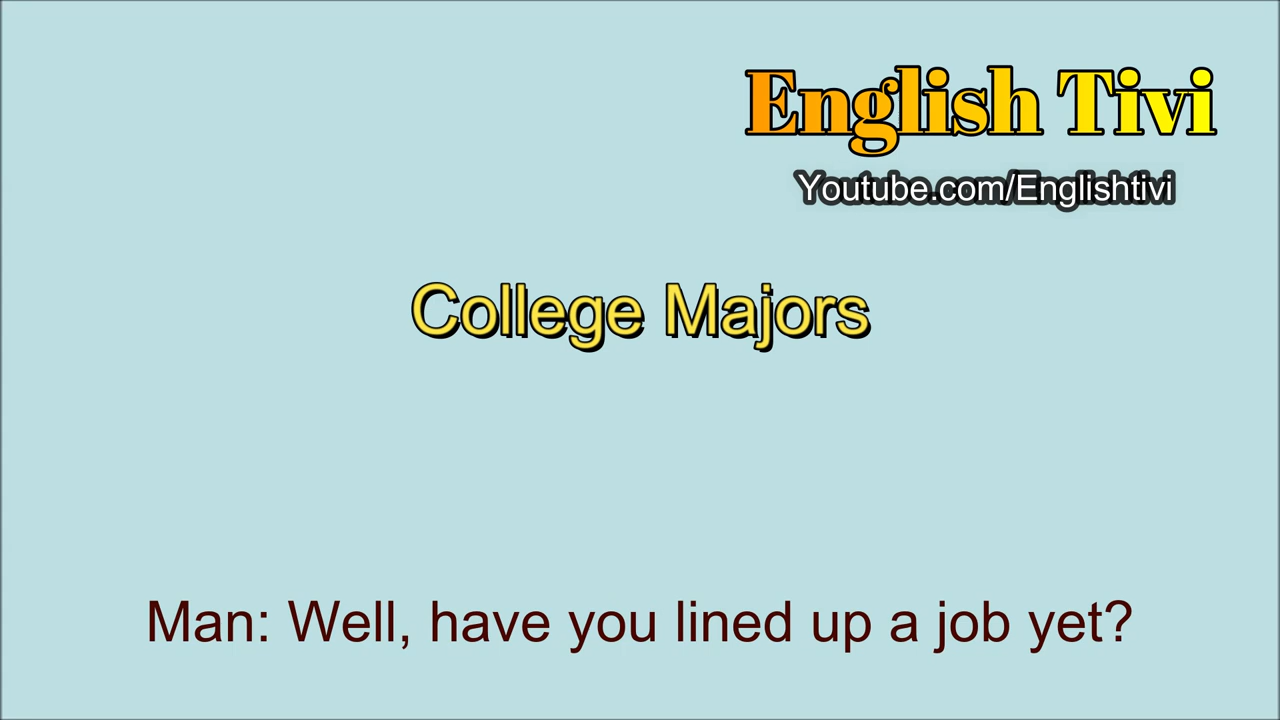 English Tivi
Youtube.com/Englishtivi
College Majors
Man: Well, have you lined up a job yet?